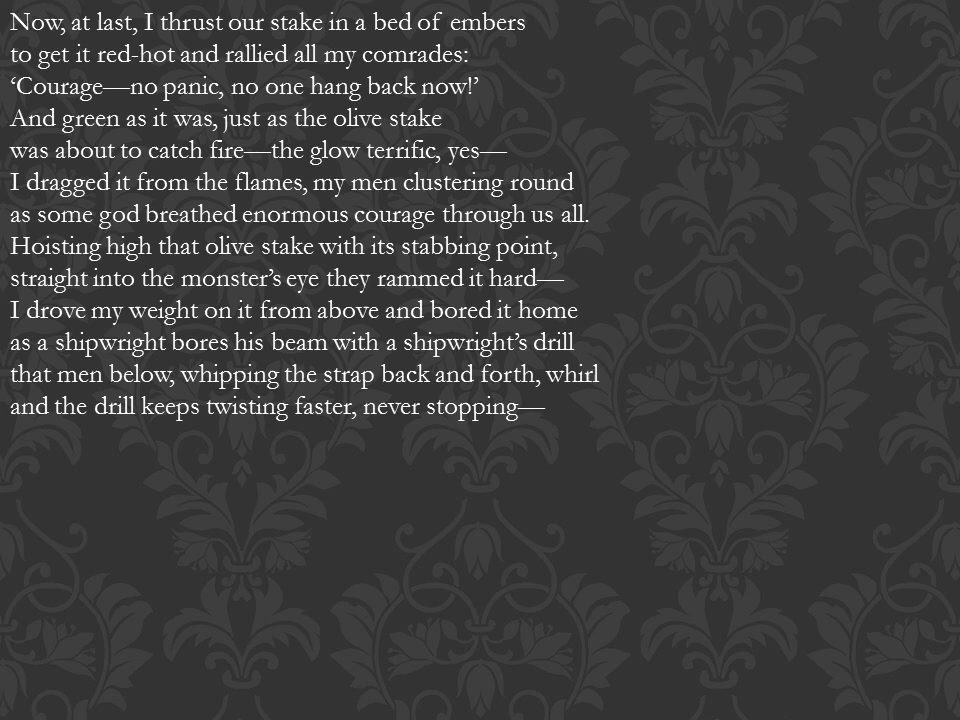 Now, at last, I thrust our stake in a bed of embers
to get it red-hot and rallied all my comrades:
‘Courage—no panic, no one hang back now!’
And green as it was, just as the olive stake
was about to catch fire—the glow terrific, yes—
I dragged it from the flames, my men clustering round
as some god breathed enormous courage through us all.
Hoisting high that olive stake with its stabbing point,
straight into the monster’s eye they rammed it hard—
I drove my weight on it from above and bored it home
as a shipwright bores his beam with a shipwright’s drill
that men below, whipping the strap back and forth, whirl
and the drill keeps twisting faster, never stopping—